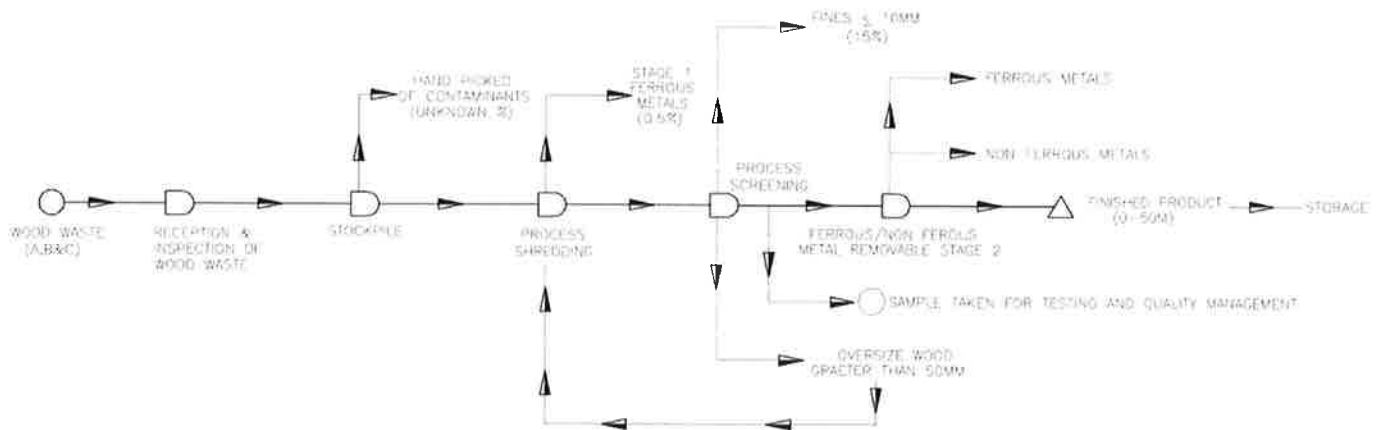 FINES ≤ 10MM
(15%)
HAND PICKED
OF CONTAMINANTS
(UNKNOWN %)
STAGE 1
FERROUS
METALS
(0.5%)
FERROUS METALS
NON FERROUS METALS
PROCESS
SCREENING
WOOD WASTE
(A,B&C)
RECEPTION &
INSPECTION OF
WOOD WASTE
STOCKPILE
PROCESS
SHREDDING
FERROUS/NON FEROUS
METAL REMOVABLE STAGE 2
FINISHED PRODUCT
(0-50M)
STORAGE
SAMPLE TAKEN FOR TESTING AND QUALITY MANAGEMENT
OVERSIZE WOOD
GRAETER THAN 50MM